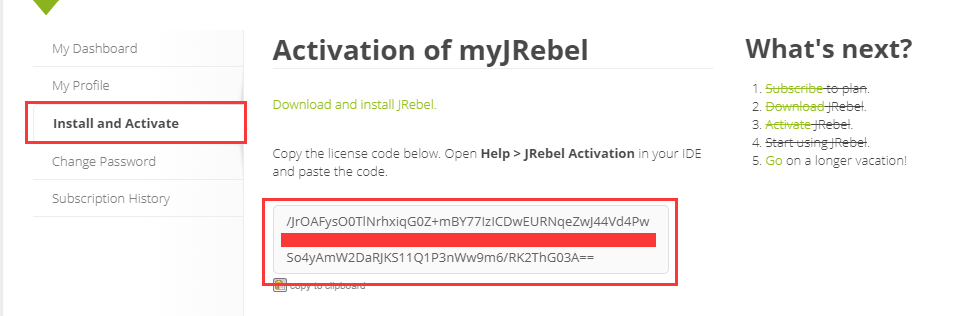 My Dashboard
My Profile
Install and Activate
Change Password
Subscription History
Activation of myJRebel
Download and install JRebel.
Copy the license code below. Open Help > JRebel Activation in your IDE
and paste the code.
/JrOAFysO0TlNrhxiqG0Z+mBY77IzICDwEURNqeZwJ44Vd4Pw
So4yAmW2DaRJKS11Q1P3nWw9m6/RK2ThG03A==
copy to clipboard
What's next?
1. Subscribe to plan.
2. Download JRebel.
3. Activate JRebel.
4. Start using JRebel.
5. Go on a longer vacation!